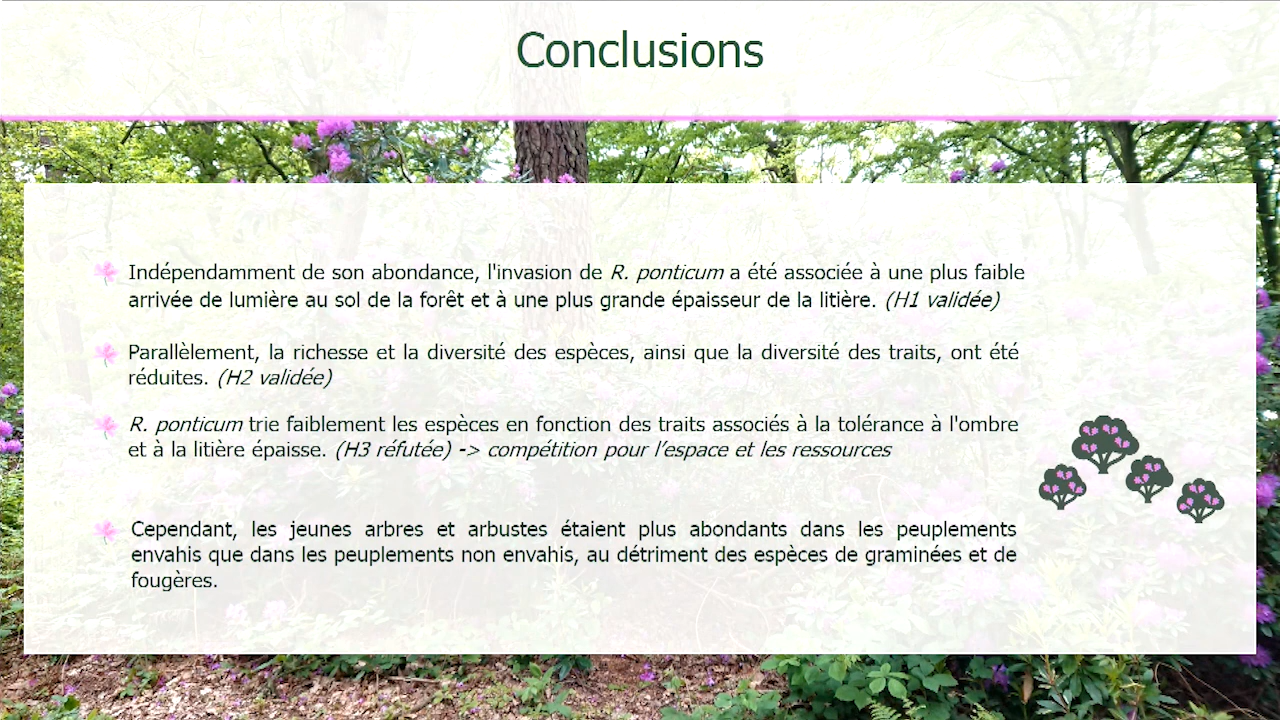 Conclusions
Indépendamment de son abondance, l'invasion de R. ponticum a été associée à une plus faible
arrivée de lumière au sol de la forêt et à une plus grande épaisseur de la litière. (H1 validée)
Parallèlement, la richesse et la diversité des espèces, ainsi que la diversité des traits, ont été
réduites. (H2 validée)
R. ponticum trie faiblement les espèces en fonction des traits associés à la tolérance à l'ombre
et à la litière épaisse. (H3 réfutée) -> compétition pour l’espace et les ressources
Cependant, les jeunes arbres et arbustes étaient plus abondants dans les peuplements
envahis que dans les peuplements non envahis, au détriment des espèces de graminées et de
fougères.